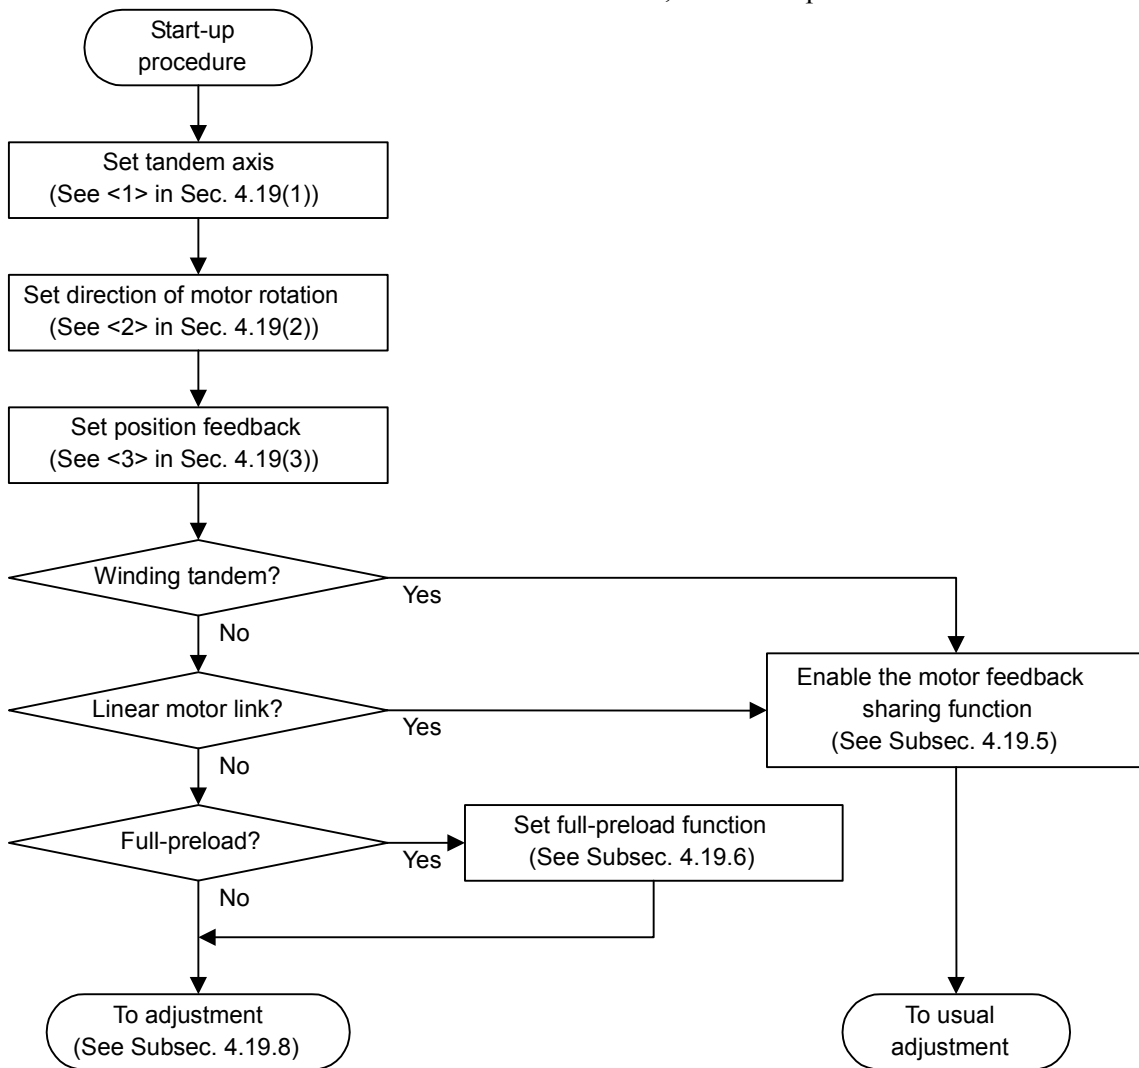 Start-up
procedure
Set tandem axis
(See <1> in Sec. 4.19(1))
Set direction of motor rotation
(See <2> in Sec. 4.19(2))
Set position feedback
(See <3> in Sec. 4.19(3))
Winding tandem?
Yes
No
Linear motor link?
Yes
No
Enable the motor feedback
sharing function
(See Subsec. 4.19.5)
Full-preload?
Yes
No
Set full-preload function
(See Subsec. 4.19.6)
To adjustment
(See Subsec. 4.19.8)
To usual
adjustment